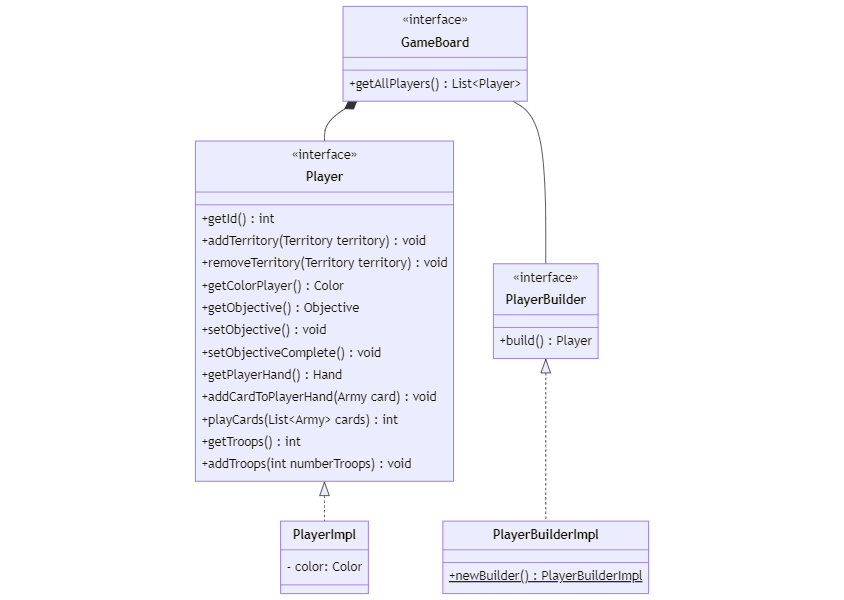 «interface»
GameBoard
+getAllPlayers() : List<Player>
«interface»
Player
+getId() : int
+addTerritory(Territory territory) : void
+removeTerritory(Territory territory) : void
+getColorPlayer() : Color
+getObjective() : Objective
+setObjective() : void
+setObjectiveComplete() : void
+getPlayerHand() : Hand
+addCardToPlayerHand(Army card) : void
+playCards(List<Army> cards) : int
+getTroops() : int
+addTroops(int numberTroops) : void
«interface»
PlayerBuilder
+build() : Player
PlayerImpl
- color: Color
PlayerBuilderImpl
+newBuilder() : PlayerBuilderImpl